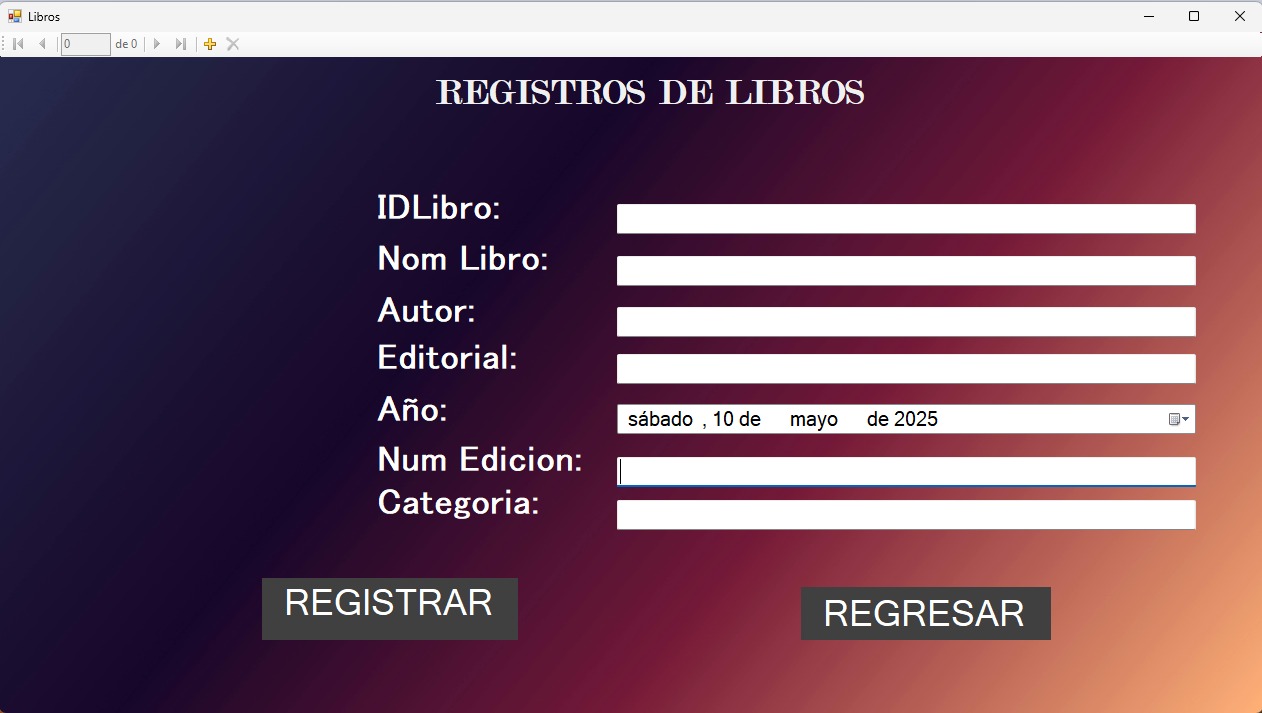 Libros
0 de 0
REGISTROS DE LIBROS
IDLibro:
Nom Libro:
Autor:
Editorial:
Año: sábado , 10 de mayo de 2025
Num Edicion:
Categoria:
REGISTRAR REGRESAR